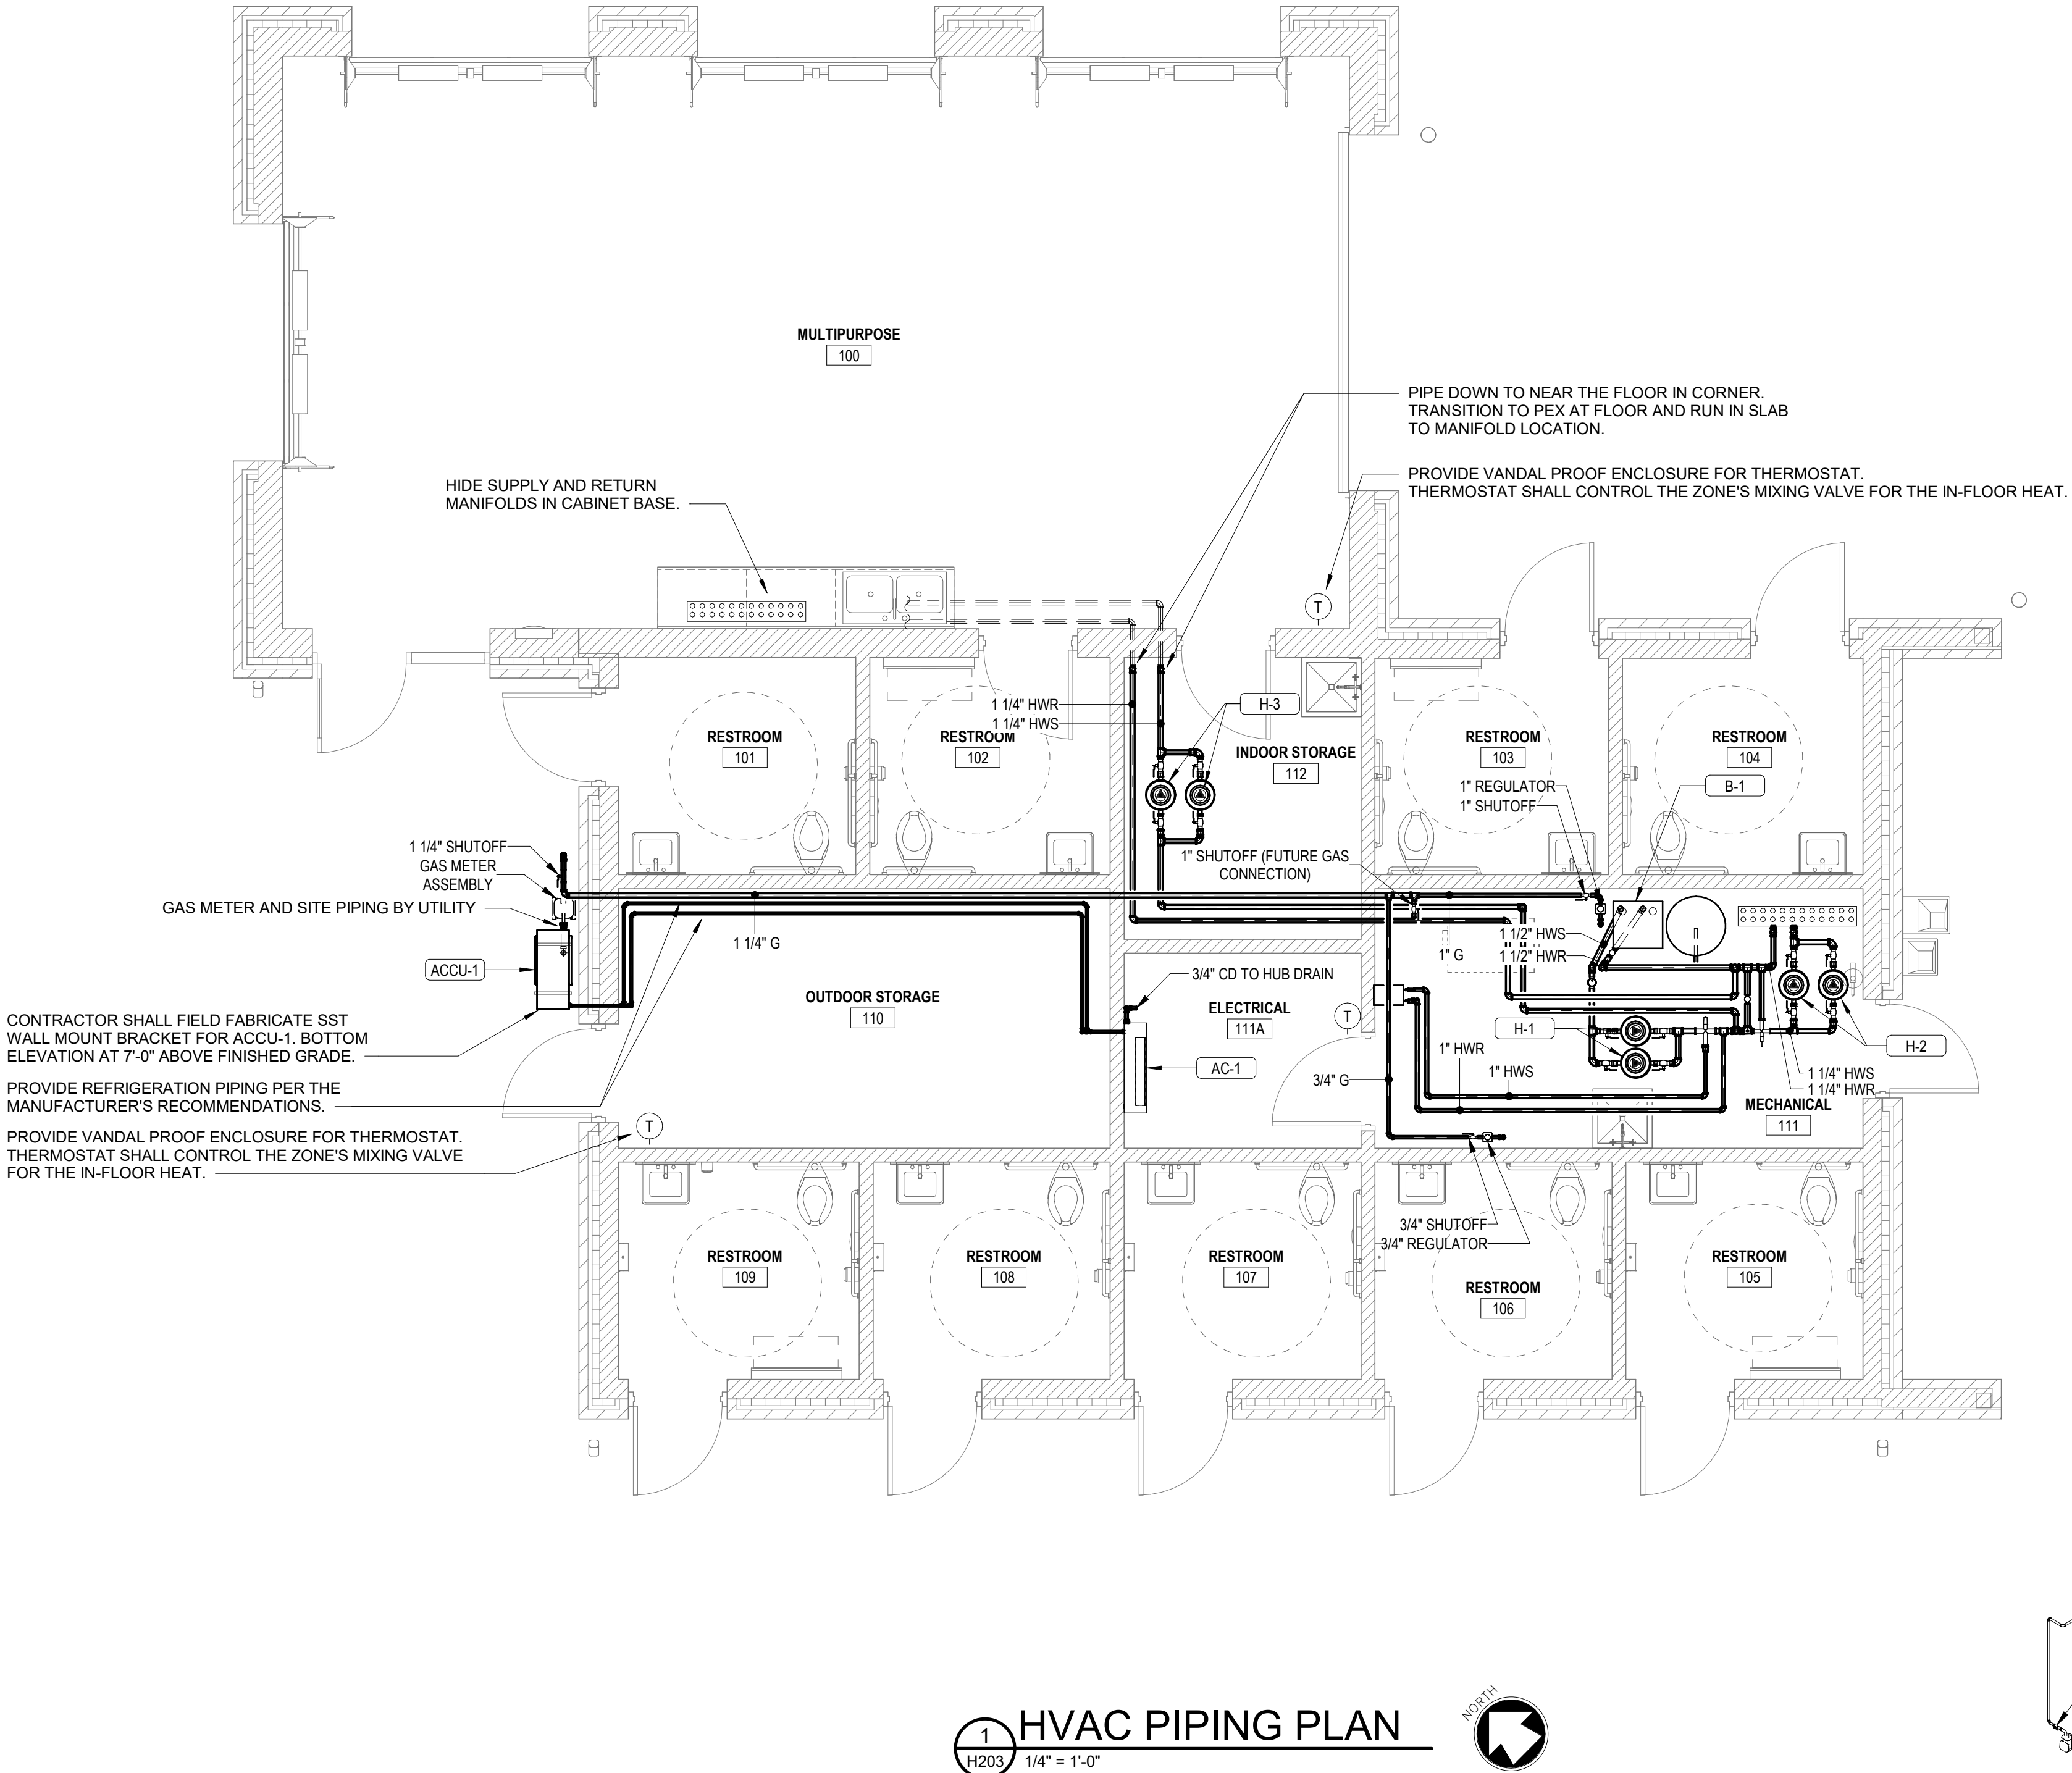 MULTIPURPOSE
100
PIPE DOWN TO NEAR THE FLOOR IN CORNER.
TRANSITION TO PEX AT FLOOR AND RUN IN SLAB
TO MANIFOLD LOCATION.
PROVIDE VANDAL PROOF ENCLOSURE FOR THERMOSTAT.
THERMOSTAT SHALL CONTROL THE ZONE'S MIXING VALVE FOR THE IN-FLOOR HEAT.
HIDE SUPPLY AND RETURN
MANIFOLDS IN CABINET BASE.
T
1 1/4" HWR
1 1/4" HWS
H-3
RESTROOM
101
RESTROOM
102
INDOOR STORAGE
112
RESTROOM
103
RESTROOM
104
1" REGULATOR
1" SHUTOFF
B-1
1 1/4" SHUTOFF
GAS METER
ASSEMBLY
GAS METER AND SITE PIPING BY UTILITY
1" SHUTOFF (FUTURE GAS
CONNECTION)
1 1/4" G
1" G
1 1/2" HWS
1 1/2" HWR
ACCU-1
3/4" CD TO HUB DRAIN
OUTDOOR STORAGE
110
ELECTRICAL
111A
T
H-1
H-2
CONTRACTOR SHALL FIELD FABRICATE SST
WALL MOUNT BRACKET FOR ACCU-1. BOTTOM
ELEVATION AT 7'-0" ABOVE FINISHED GRADE.
AC-1
1" HWR
1" HWS
3/4" G
1 1/4" HWS
1 1/4" HWR
MECHANICAL
111
PROVIDE REFRIGERATION PIPING PER THE
MANUFACTURER'S RECOMMENDATIONS.
T
PROVIDE VANDAL PROOF ENCLOSURE FOR THERMOSTAT.
THERMOSTAT SHALL CONTROL THE ZONE'S MIXING VALVE
FOR THE IN-FLOOR HEAT.
3/4" SHUTOFF
3/4" REGULATOR
RESTROOM
109
RESTROOM
108
RESTROOM
107
RESTROOM
106
RESTROOM
105
1
H203
HVAC PIPING PLAN
1/4" = 1'-0"
NORTH